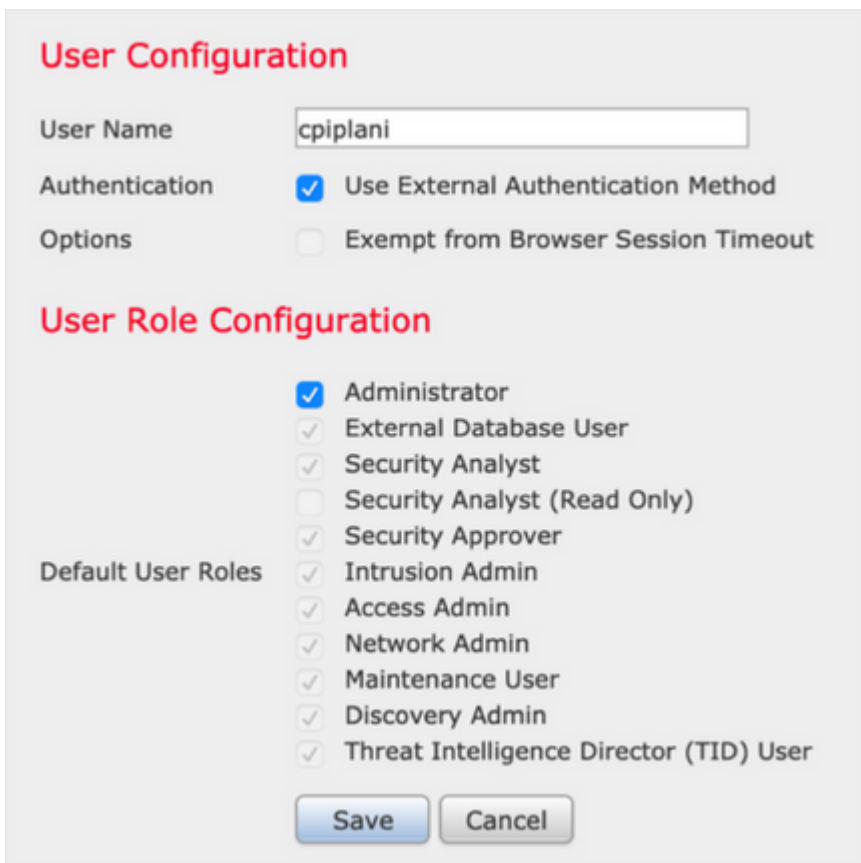 User Configuration
User Name cpiplani
Authentication Use External Authentication Method
Options Exempt from Browser Session Timeout
User Role Configuration
Administrator
External Database User
Security Analyst
Security Analyst (Read Only)
Security Approver
Default User Roles Intrusion Admin
Access Admin
Network Admin
Maintenance User
Discovery Admin
Threat Intelligence Director (TID) User
Save Cancel